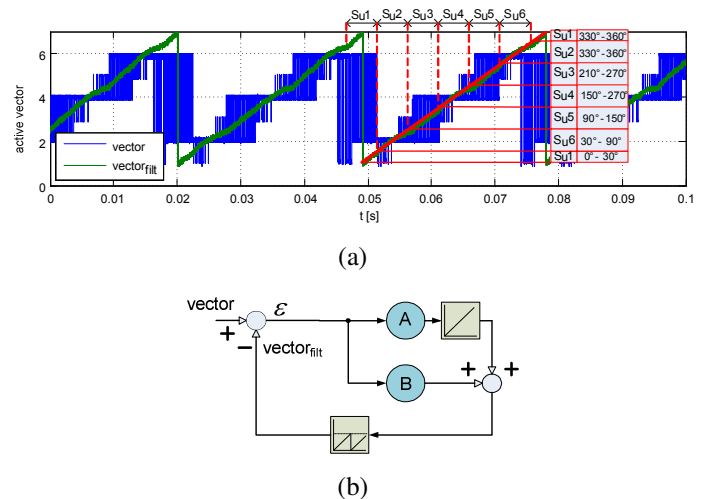 Su1 Su2 Su3 Su4 Su5 Su6
active vector
6
4
2
0
vector
vector_filt
Su1 330°-360°
Su2 330°-360°
Su3 210°-270°
Su4 150°-270°
Su5 90°-150°
Su6 30°- 90°
Su1 0°- 30°
0 0.01 0.02 0.03 0.04 0.05 0.06 0.07 0.08 0.09 0.1
t [s]
(a)
vector
+
−
ε
vector_filt
A
B
+ +
(b)